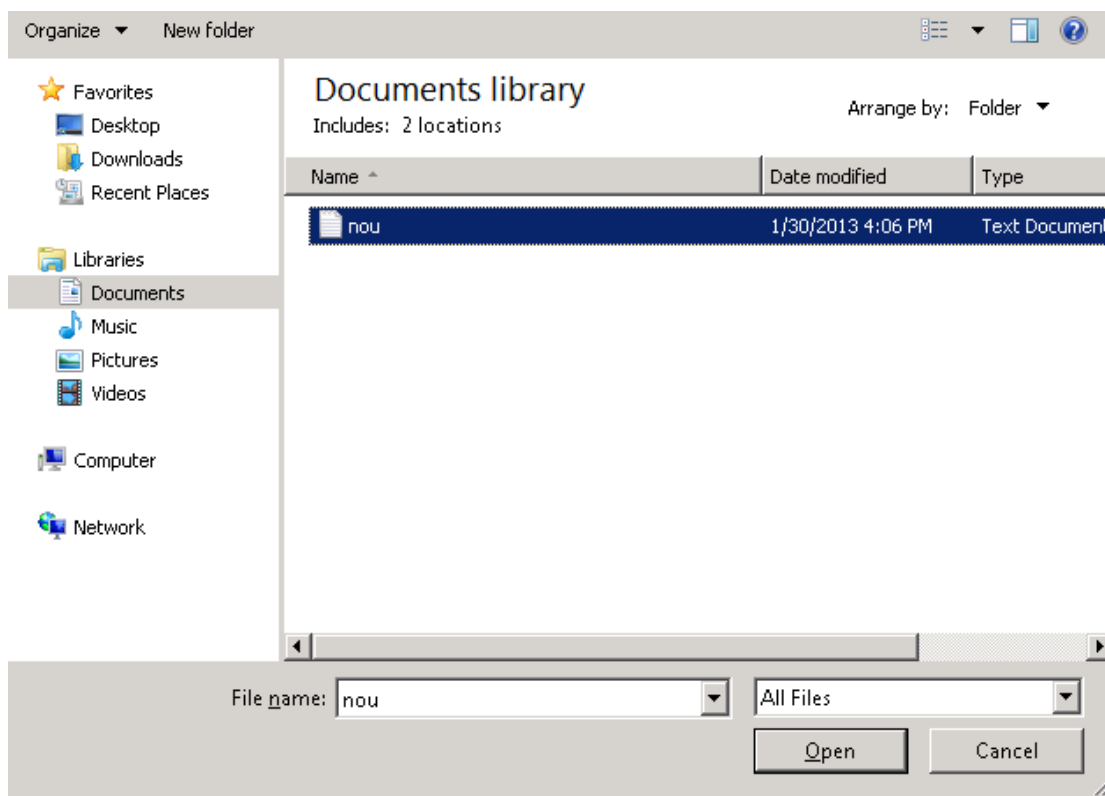 Organize New folder
Favorites
Desktop
Downloads
Recent Places
Libraries
Documents
Music
Pictures
Videos
Computer
Network
Documents library
Includes: 2 locations
Arrange by: Folder
Name Date modified Type
nou 1/30/2013 4:06 PM Text Documen
File name: nou All Files
Open Cancel